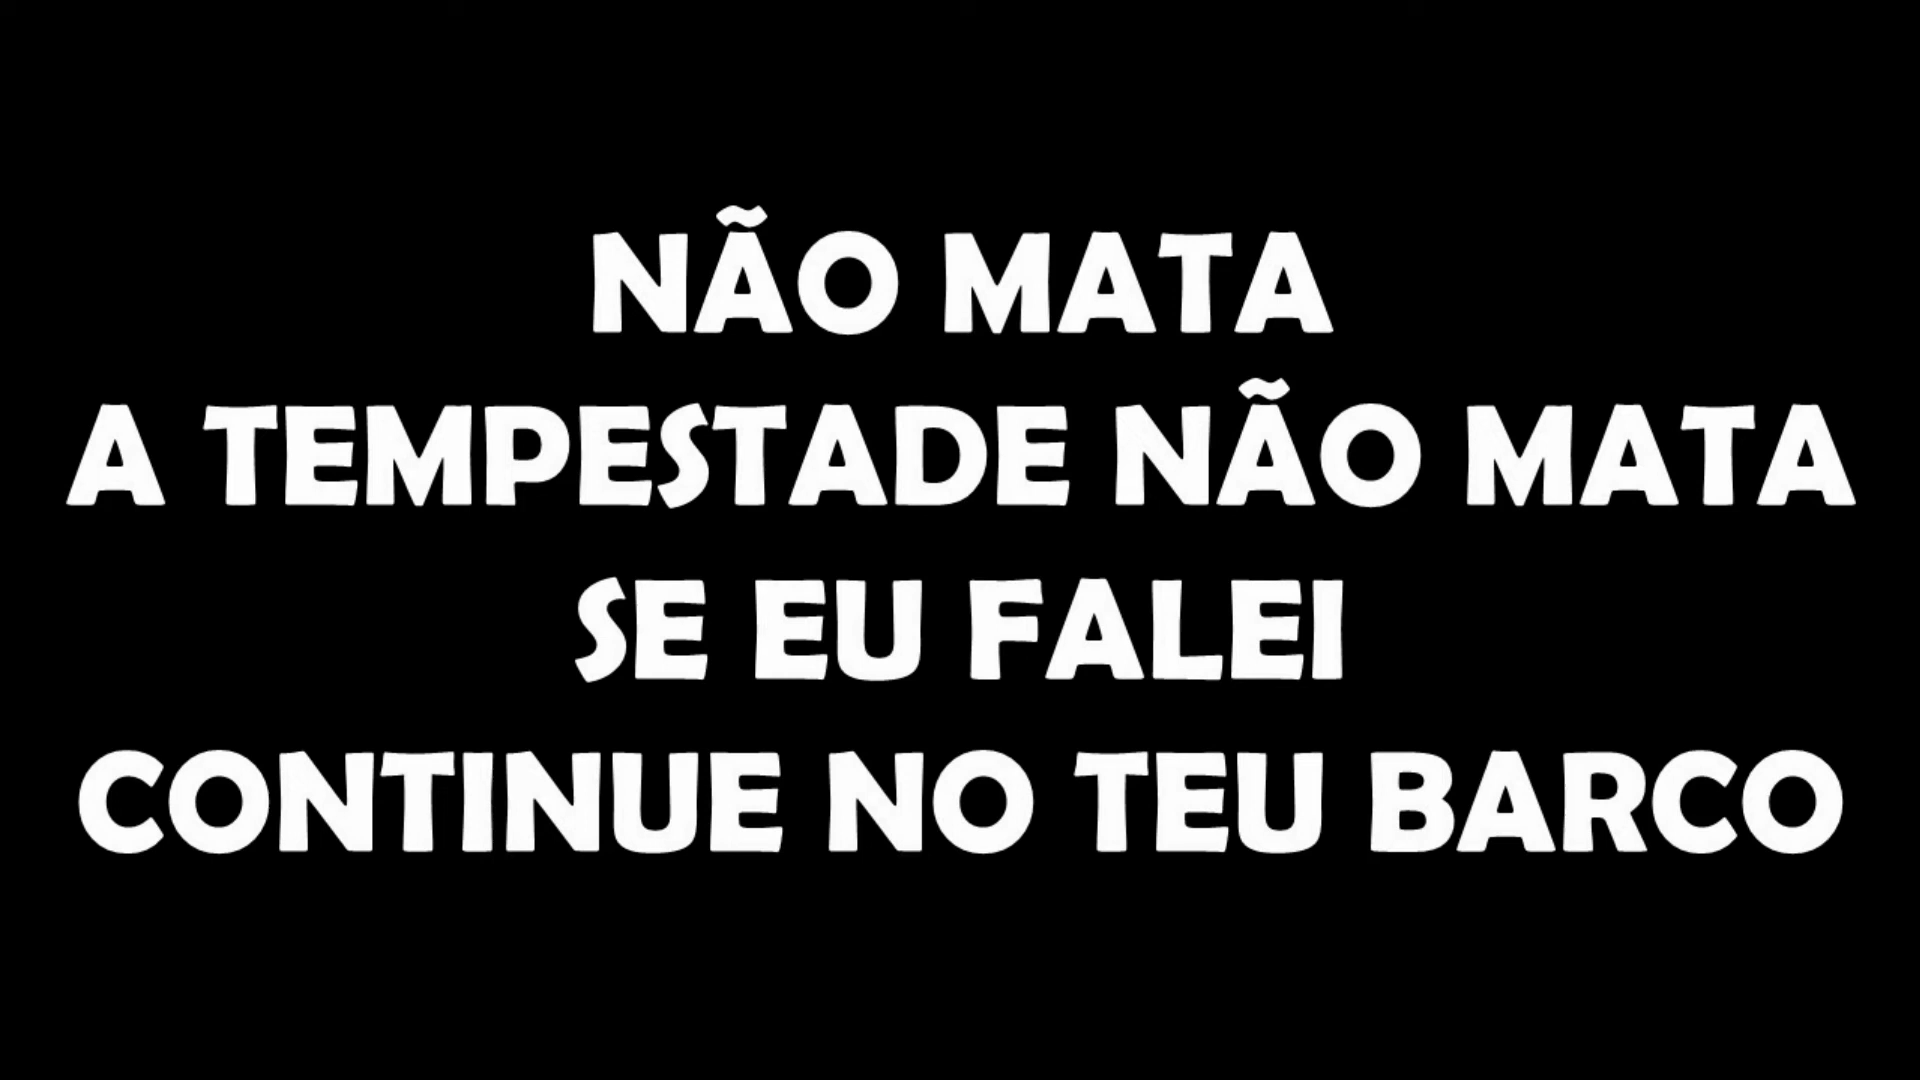 NÃO MATA
A TEMPESTADE NÃO MATA
SE EU FALEI
CONTINUE NO TEU BARCO